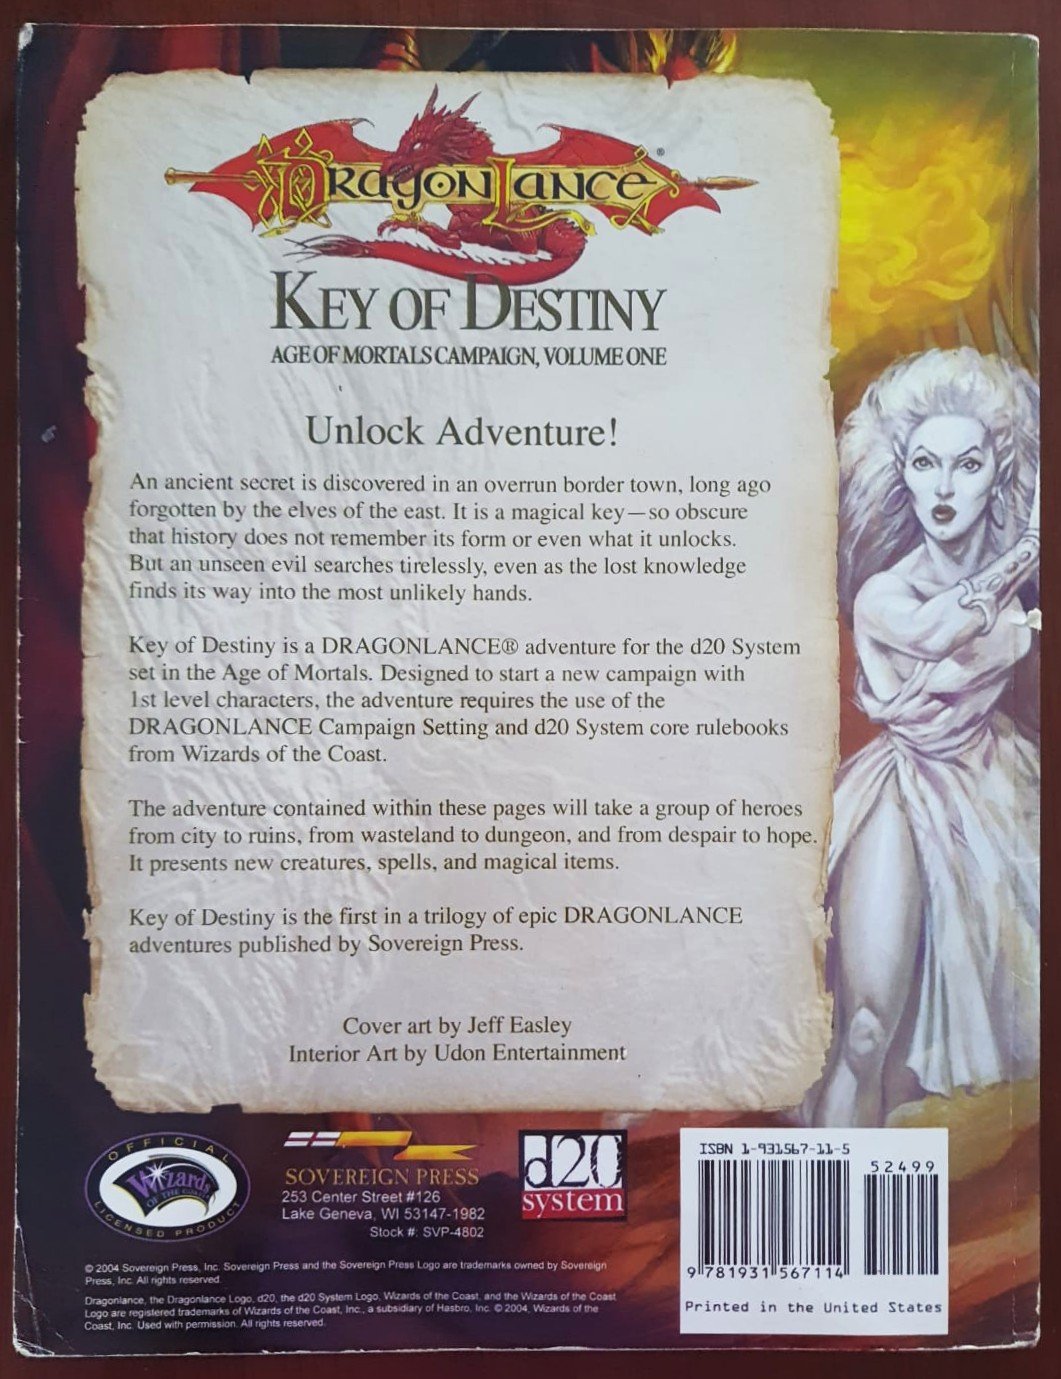 DRAGONLANCE®
KEY OF DESTINY
AGE OF MORTALS CAMPAIGN, VOLUME ONE
Unlock Adventure!
An ancient secret is discovered in an overrun border town, long ago
forgotten by the elves of the east. It is a magical key—so obscure
that history does not remember its form or even what it unlocks.
But an unseen evil searches tirelessly, even as the lost knowledge
finds its way into the most unlikely hands.
Key of Destiny is a DRAGONLANCE® adventure for the d20 System
set in the Age of Mortals. Designed to start a new campaign with
1st level characters, the adventure requires the use of the
DRAGONLANCE Campaign Setting and d20 System core rulebooks
from Wizards of the Coast.
The adventure contained within these pages will take a group of heroes
from city to ruins, from wasteland to dungeon, and from despair to hope.
It presents new creatures, spells, and magical items.
Key of Destiny is the first in a trilogy of epic DRAGONLANCE
adventures published by Sovereign Press.
Cover art by Jeff Easley
Interior Art by Udon Entertainment
OFFICIAL
Wizards
OF THE COAST
LICENSED PRODUCT
SOVEREIGN PRESS
253 Center Street #126
Lake Geneva, WI 53147-1982
Stock #: SVP-4802
d20
system
ISBN 1-931567-11-5
52499
9 781931 567114
Printed in the United States
© 2004 Sovereign Press, Inc. Sovereign Press and the Sovereign Press Logo are trademarks owned by Sovereign
Press, Inc. All rights reserved.
Dragonlance, the Dragonlance Logo, d20, the d20 System Logo, Wizards of the Coast, and the Wizards of the Coast
Logo are registered trademarks of Wizards of the Coast, Inc., a subsidiary of Hasbro, Inc. © 2004, Wizards of the
Coast, Inc. Used with permission. All rights reserved.